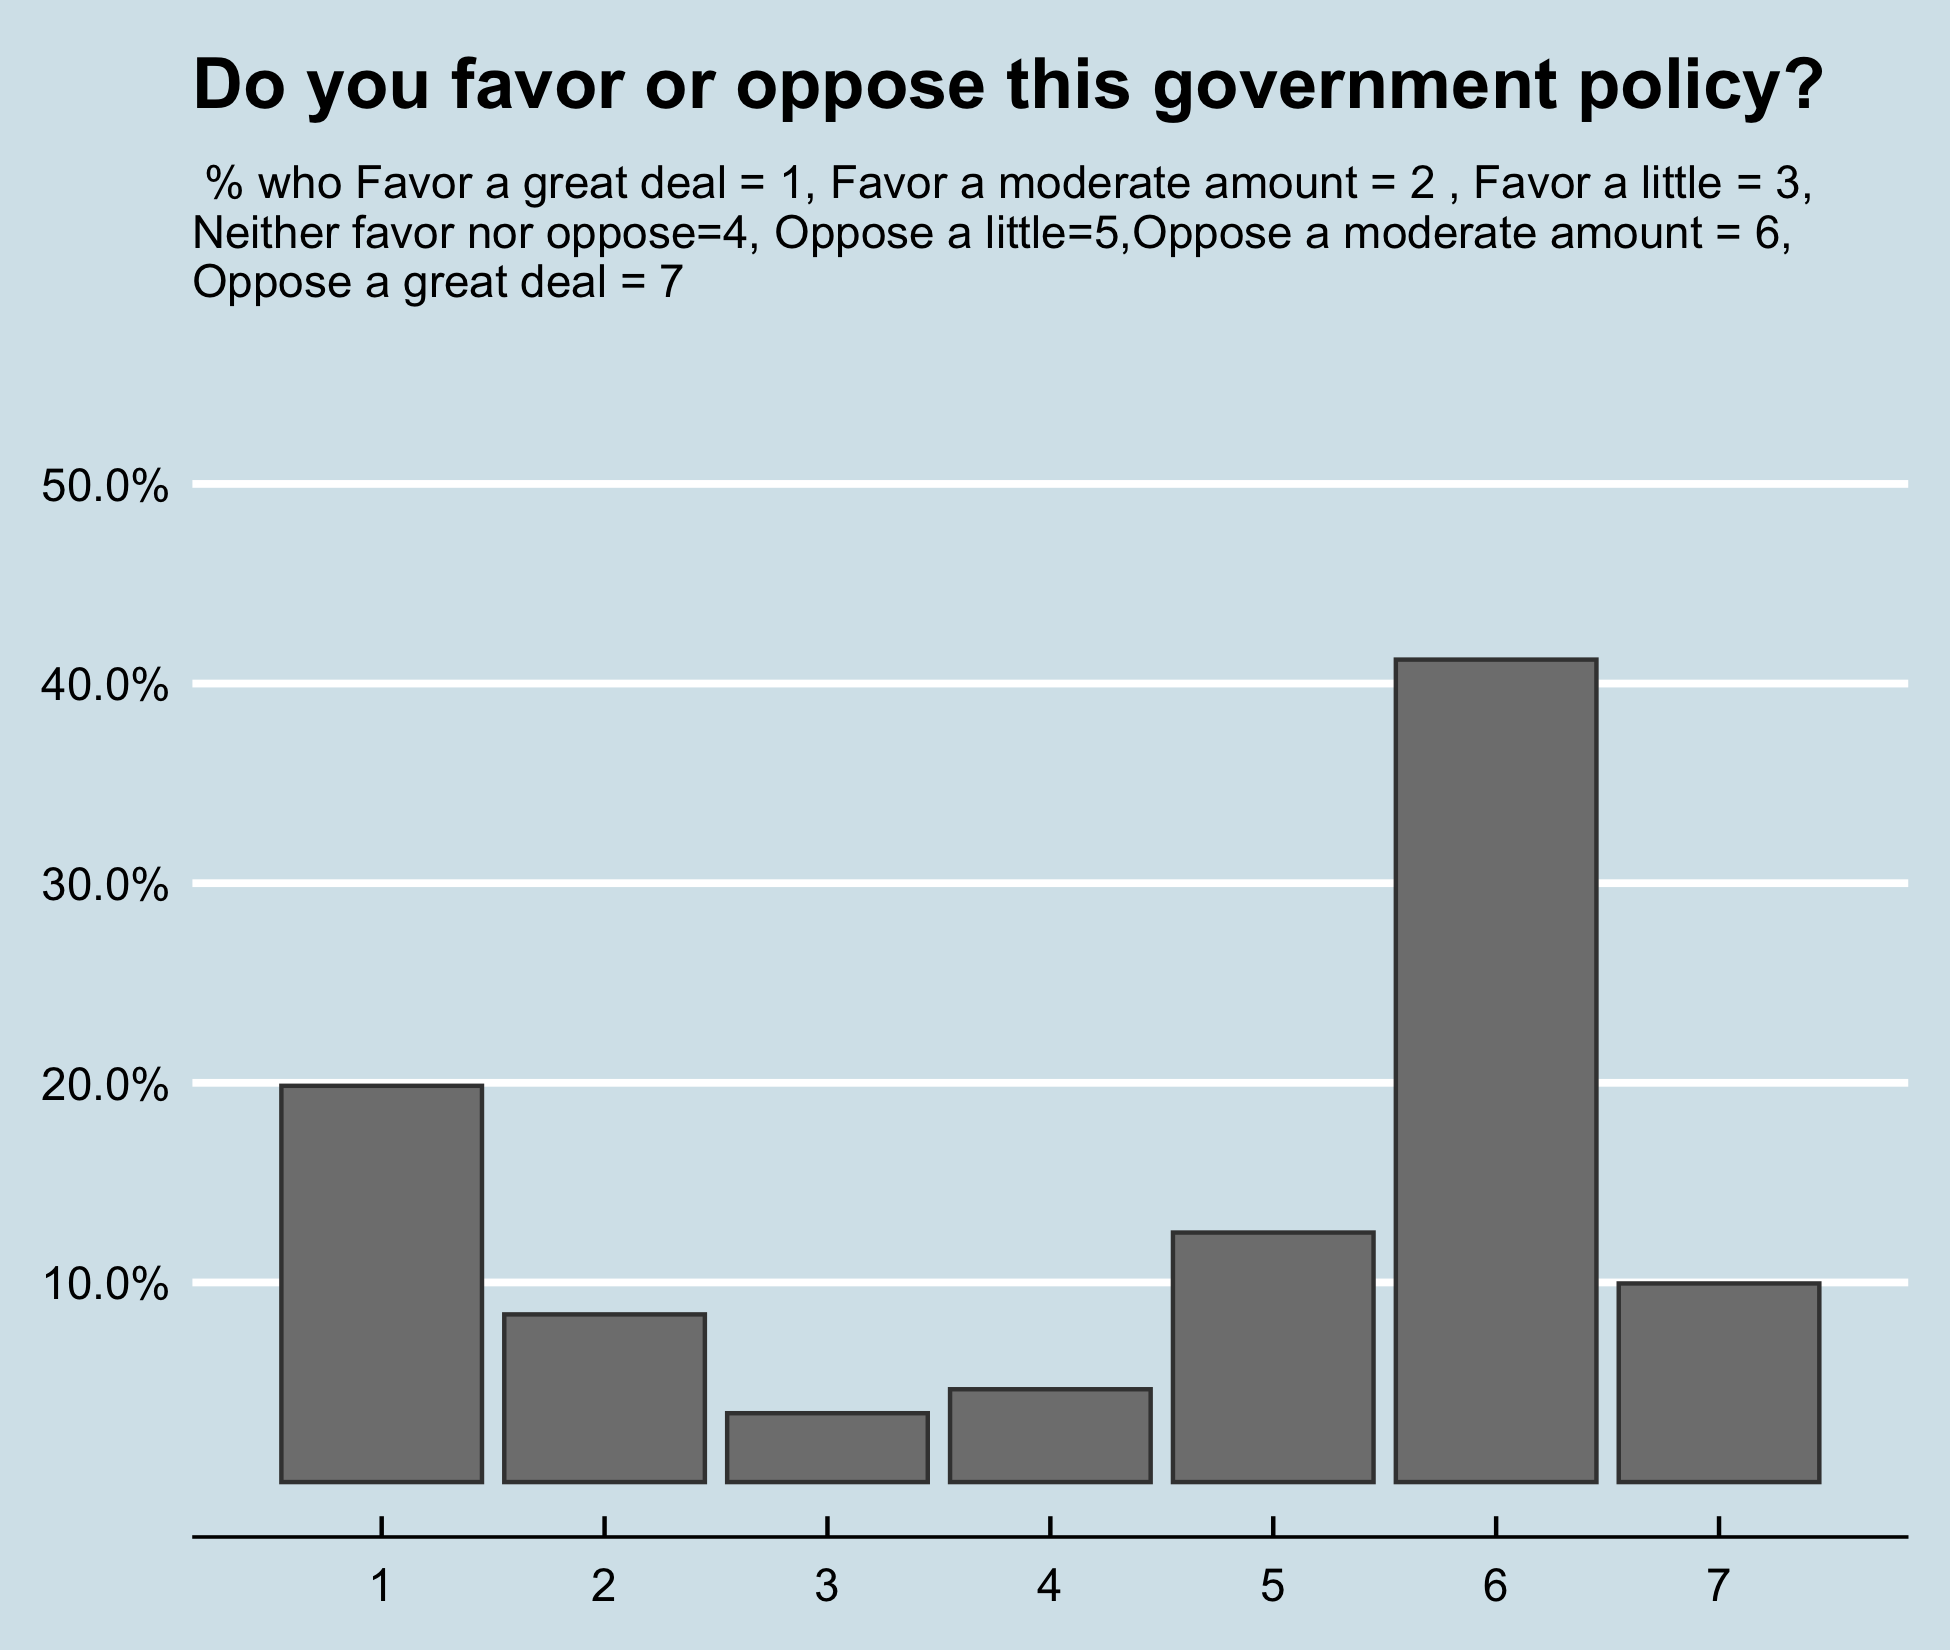 Do you favor or oppose this government policy?
% who Favor a great deal = 1, Favor a moderate amount = 2 , Favor a little = 3,
Neither favor nor oppose=4, Oppose a little=5,Oppose a moderate amount = 6,
Oppose a great deal = 7
50.0%
40.0%
30.0%
20.0%
10.0%
1 2 3 4 5 6 7